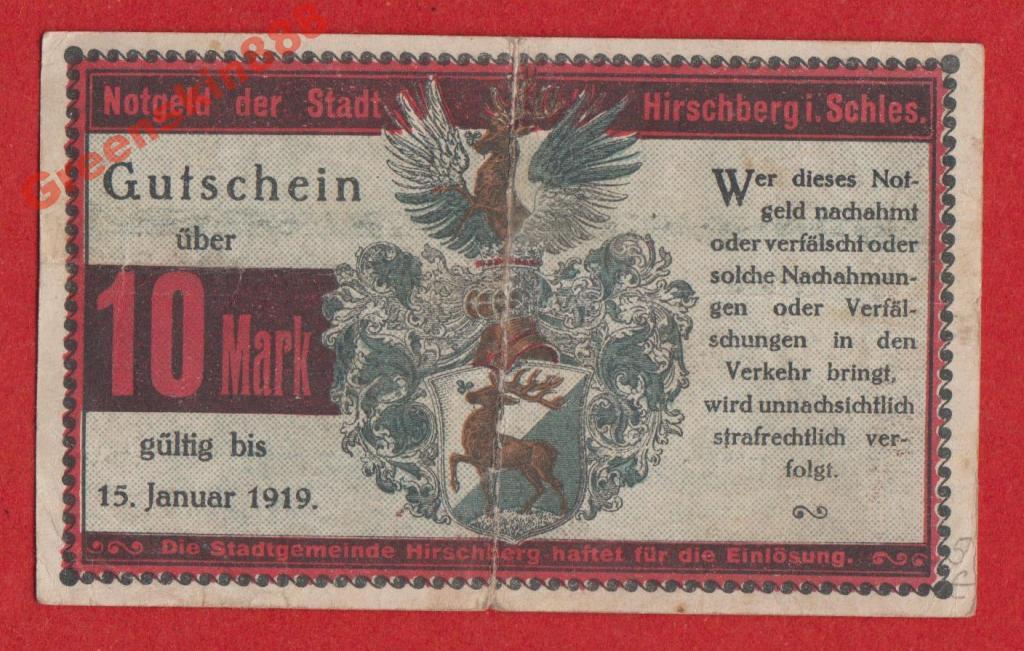 Greenskin888
Notgeld der Stadt Hirschberg i. Schles.
Gutschein
über
10 Mark
gültig bis
15. Januar 1919.
Wer dieses Not-
geld nachahmt
oder verfälscht oder
solche Nachahmun-
gen oder Verfäl-
schungen in den
Verkehr bringt,
wird unnachsichtlich
strafrechtlich ver-
folgt.
Die Stadtgemeinde Hirschberg haftet für die Einlösung.